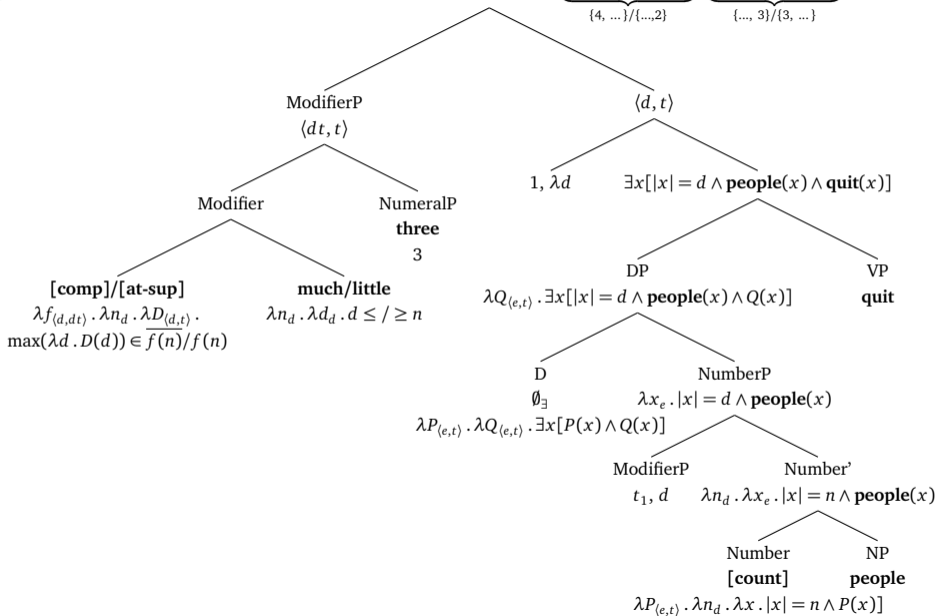 {4, ...}/{...,2} {..., 3}/{3, ...}
ModifierP ⟨d, t⟩
⟨dt, t⟩
1, λd ∃x[|x| = d ∧ people(x) ∧ quit(x)]
Modifier NumeralP
three
3
DP VP
[comp]/[at-sup] much/little λQ⟨e,t⟩ . ∃x[|x| = d ∧ people(x) ∧ Q(x)] quit
λf⟨d,dt⟩ . λn_d . λD⟨d,t⟩ . λn_d . λd_d . d ≤ / ≥ n
max(λd . D(d)) ∈ f̅(̅n̅)̅/f(n)
D NumberP
∅∃ λx_e . |x| = d ∧ people(x)
λP⟨e,t⟩ . λQ⟨e,t⟩ . ∃x[P(x) ∧ Q(x)]
ModifierP Number'
t₁, d λn_d . λx_e . |x| = n ∧ people(x)
Number NP
[count] people
λP⟨e,t⟩ . λn_d . λx . |x| = n ∧ P(x)]